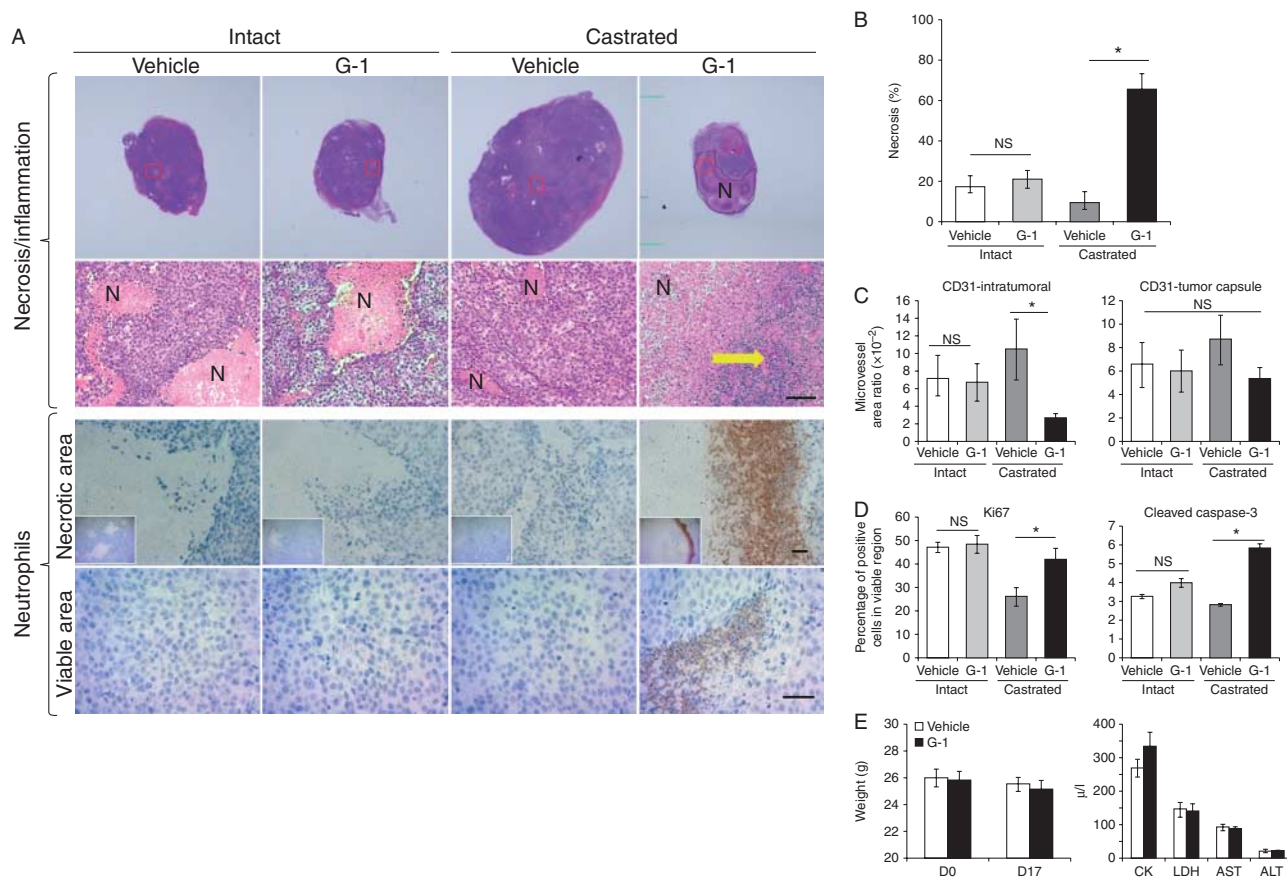 A
Intact
Castrated
Vehicle
G-1
Vehicle
G-1
Necrosis/inflammation
N
N
N
N
N
N
N
Neutrophils
Necrotic area
Viable area
B
Necrosis (%)
100
80
60
40
20
0
NS
*
Vehicle G-1 Vehicle G-1
Intact Castrated
C
CD31-intratumoral
Microvessel
area ratio (×10⁻²)
16
14
12
10
8
6
4
2
0
NS
*
Vehicle G-1 Vehicle G-1
Intact Castrated
CD31-tumor capsule
12
10
8
6
4
2
0
NS
Vehicle G-1 Vehicle G-1
Intact Castrated
D
Ki67
Percentage of positive
cells in viable region
60
50
40
30
20
10
0
NS
*
Vehicle G-1 Vehicle G-1
Intact Castrated
Cleaved caspase-3
7
6
5
4
3
2
1
0
NS
*
Vehicle G-1 Vehicle G-1
Intact Castrated
E
Vehicle
G-1
Weight (g)
30
28
26
24
22
20
D0 D17
μ/l
400
300
200
100
0
CK LDH AST ALT